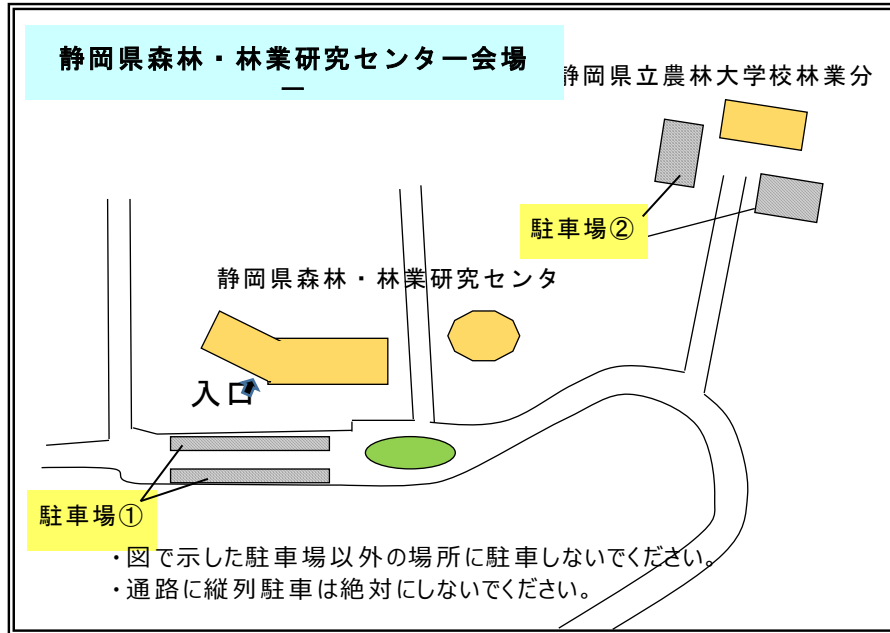 静岡県森林・林業研究センター会場
ー
静岡県立農林大学校林業分
駐車場②
静岡県森林・林業研究センタ
入口
駐車場①
・図で示した駐車場以外の場所に駐車しないでください。
・通路に縦列駐車は絶対にしないでください。